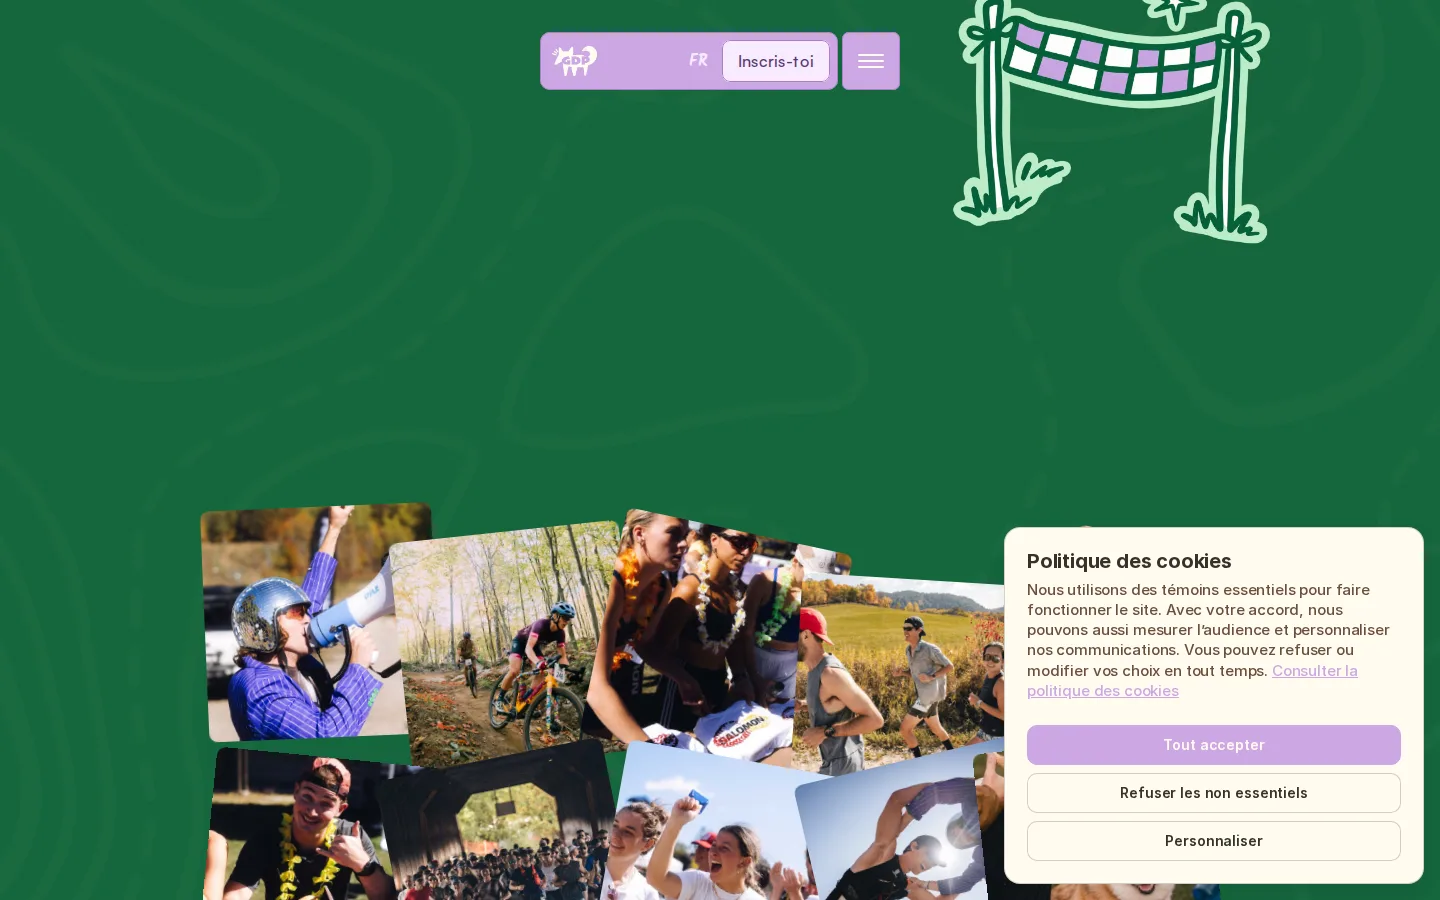 GDP
FR
Inscris-toi
SALOMON
Politique des cookies
Nous utilisons des témoins essentiels pour faire
fonctionner le site. Avec votre accord, nous
pouvons aussi mesurer l’audience et personnaliser
nos communications. Vous pouvez refuser ou
modifier vos choix en tout temps. Consulter la
politique des cookies
Tout accepter
Refuser les non essentiels
Personnaliser